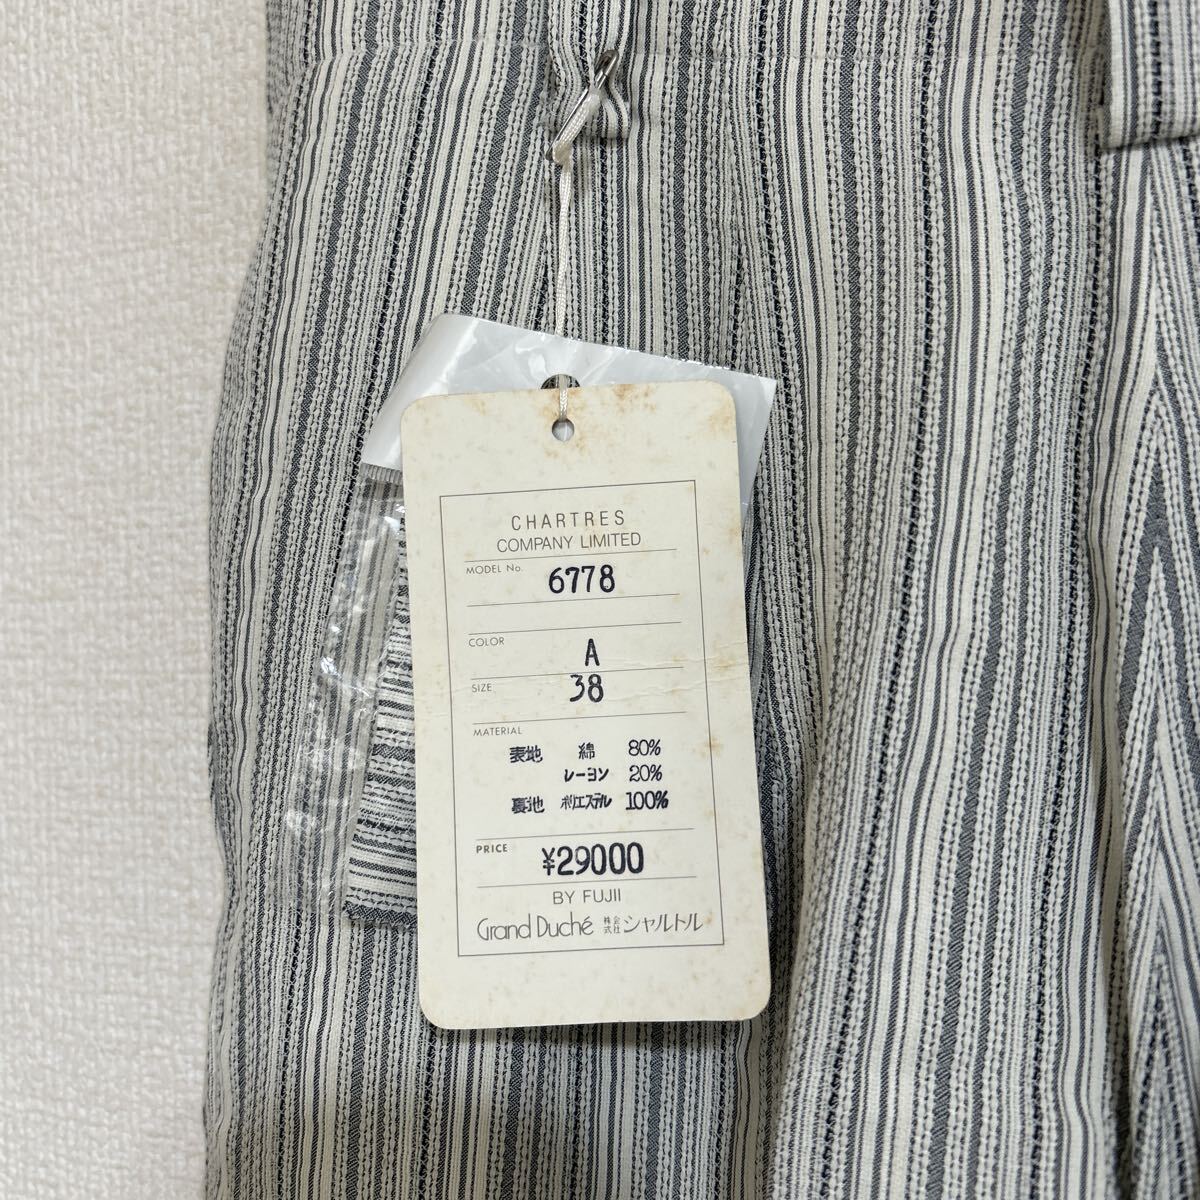 CHARTRES
COMPANY LIMITED
MODEL No. 6778
COLOR A
SIZE 38
MATERIAL
表地 綿 80%
レーヨン 20%
裏地 ポリエステル 100%
PRICE ¥29000
BY FUJII
Grand Duché 株式会社シャルトル